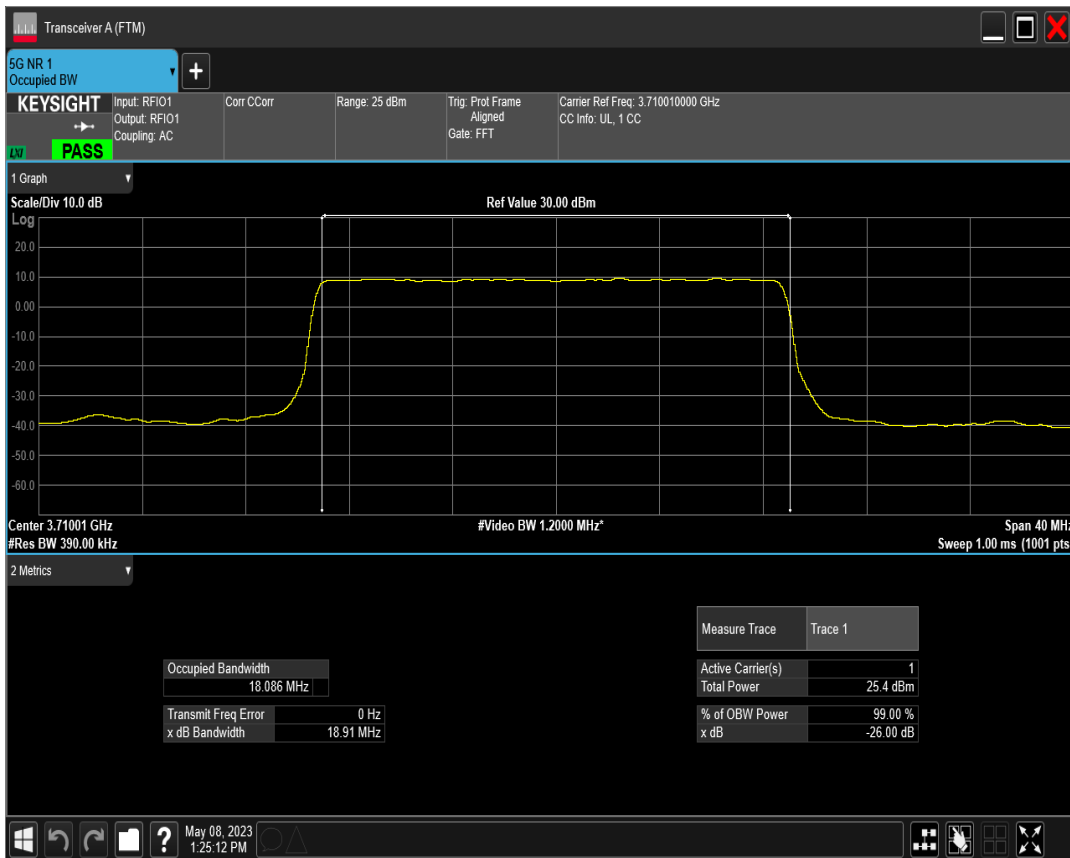 Transceiver A (FTM)
5G NR 1
Occupied BW
+
KEYSIGHT
LXI
PASS
Input: RFIO1
Output: RFIO1
Coupling: AC
Corr CCorr
Range: 25 dBm
Trig: Prot Frame
Aligned
Gate: FFT
Carrier Ref Freq: 3.710010000 GHz
CC Info: UL, 1 CC
1 Graph
Scale/Div 10.0 dB
Ref Value 30.00 dBm
Log
20.0
10.0
0.00
-10.0
-20.0
-30.0
-40.0
-50.0
-60.0
Center 3.71001 GHz
#Video BW 1.2000 MHz*
Span 40 MHz
#Res BW 390.00 kHz
Sweep 1.00 ms (1001 pts
2 Metrics
Measure Trace Trace 1
Occupied Bandwidth
18.086 MHz
Active Carrier(s) 1
Total Power 25.4 dBm
Transmit Freq Error 0 Hz
x dB Bandwidth 18.91 MHz
% of OBW Power 99.00 %
x dB -26.00 dB
?
May 08, 2023
1:25:12 PM